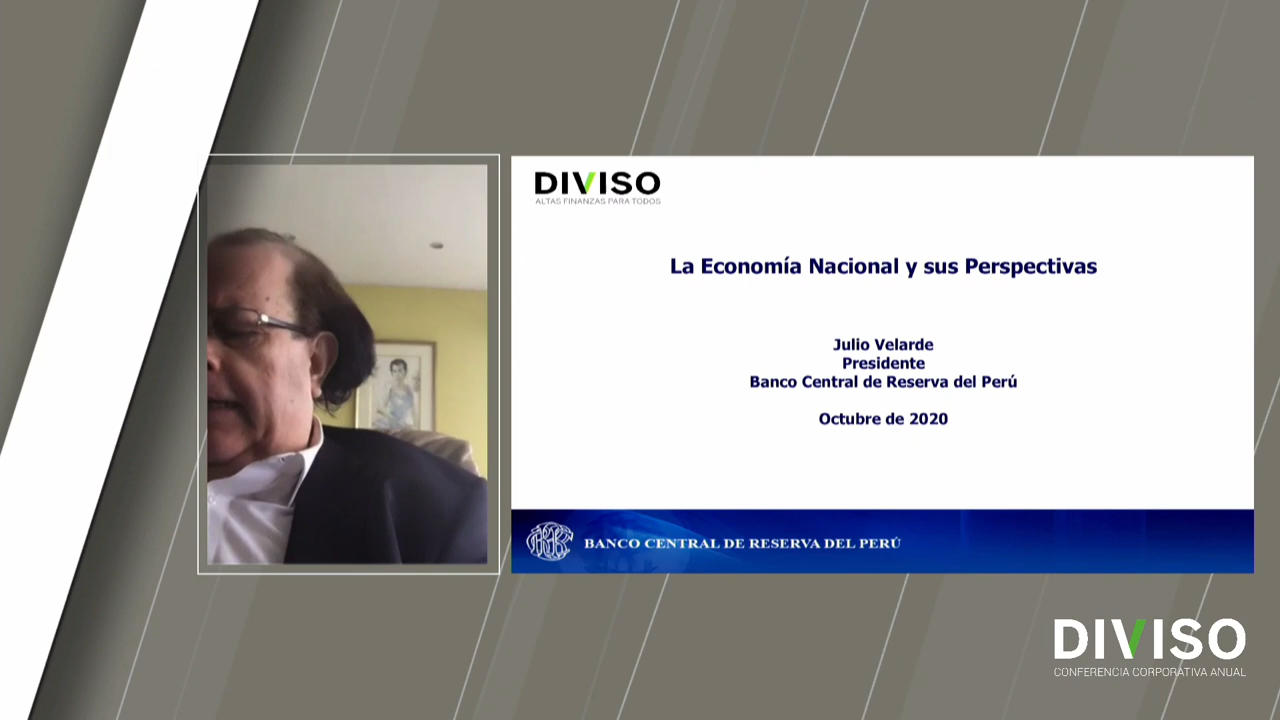 DIVISO
ALTAS FINANZAS PARA TODOS
La Economía Nacional y sus Perspectivas
Julio Velarde
Presidente
Banco Central de Reserva del Perú
Octubre de 2020
BANCO CENTRAL DE RESERVA DEL PERÚ
DIVISO
CONFERENCIA CORPORATIVA ANUAL